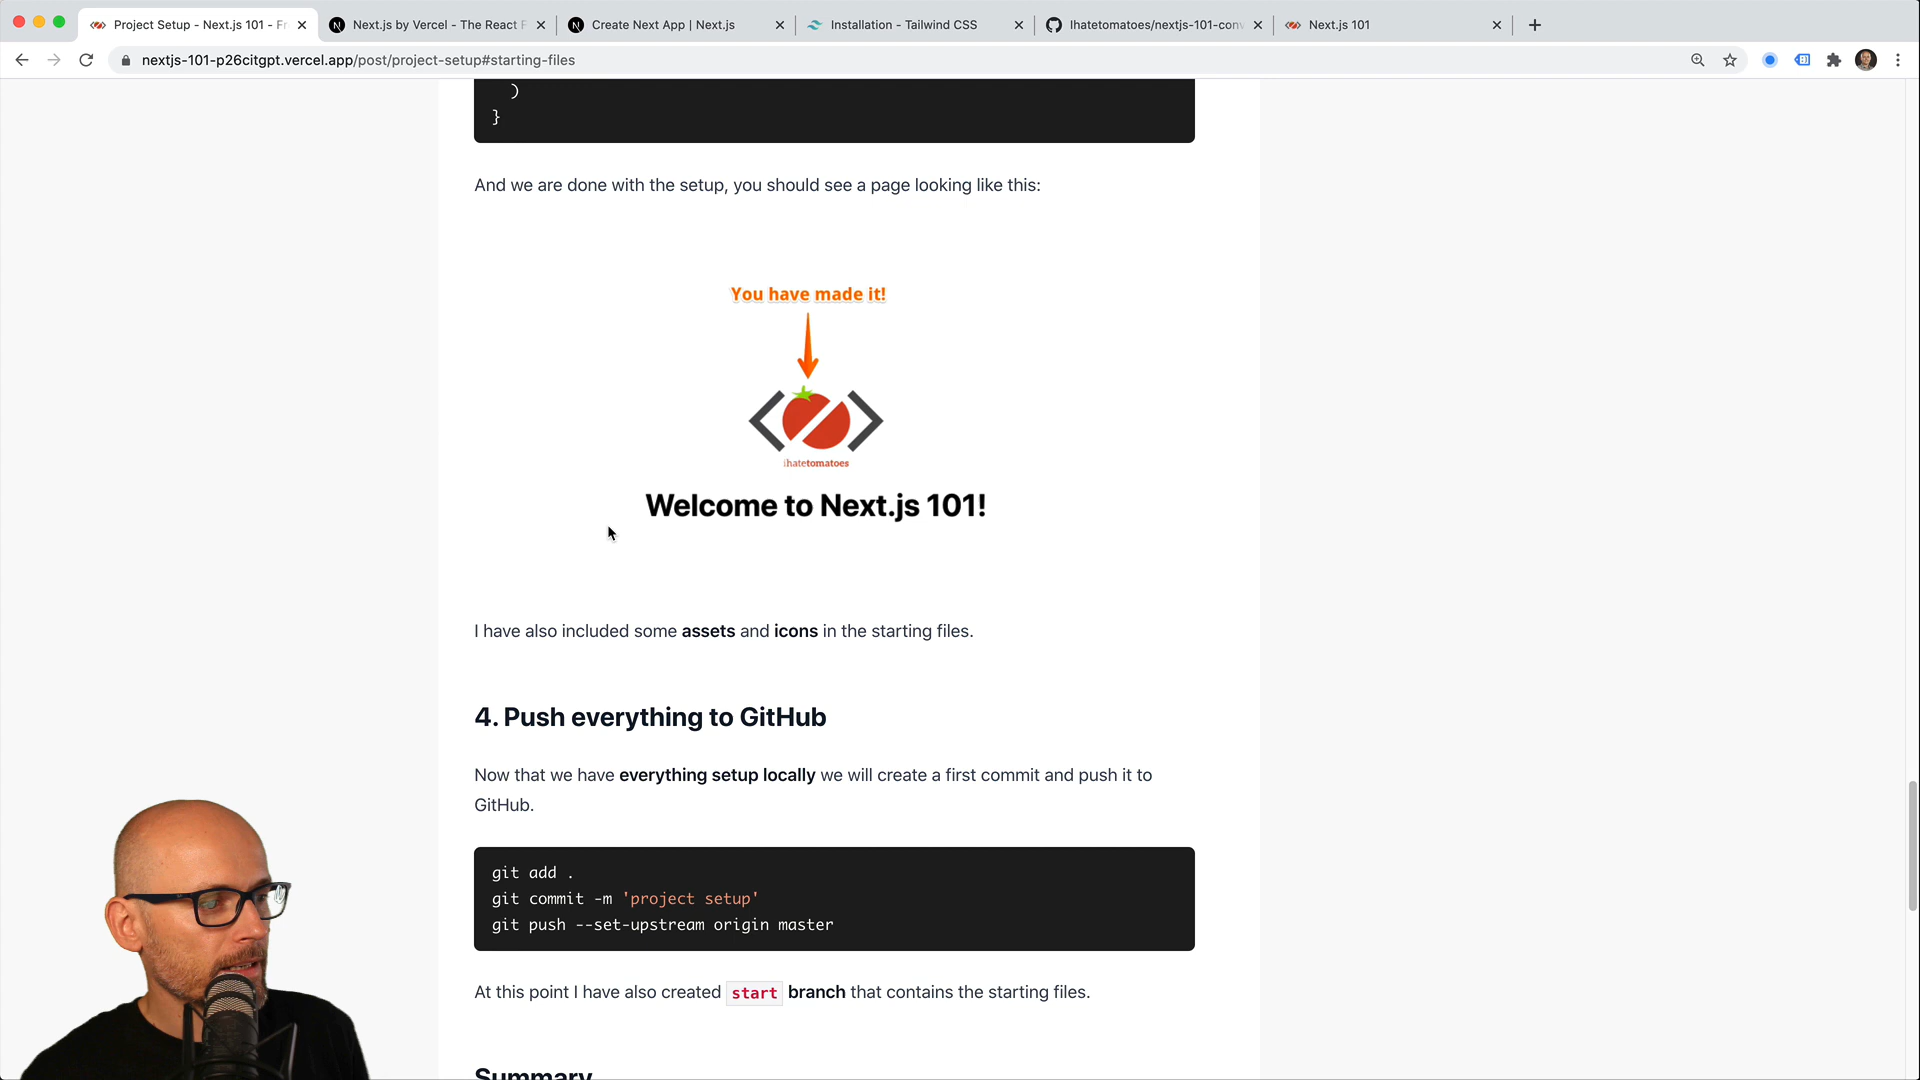 Project Setup - Next.js 101 - Fr
Next.js by Vercel - The React F
Create Next App | Next.js
Installation - Tailwind CSS
Ihatetomatoes/nextjs-101-conv
Next.js 101
nextjs-101-p26citgpt.vercel.app/post/project-setup#starting-files
)
}
And we are done with the setup, you should see a page looking like this:
You have made it!
ihatetomatoes
Welcome to Next.js 101!
I have also included some assets and icons in the starting files.
4. Push everything to GitHub
Now that we have everything setup locally we will create a first commit and push it to
GitHub.
git add .
git commit -m 'project setup'
git push --set-upstream origin master
At this point I have also created start branch that contains the starting files.
Summary